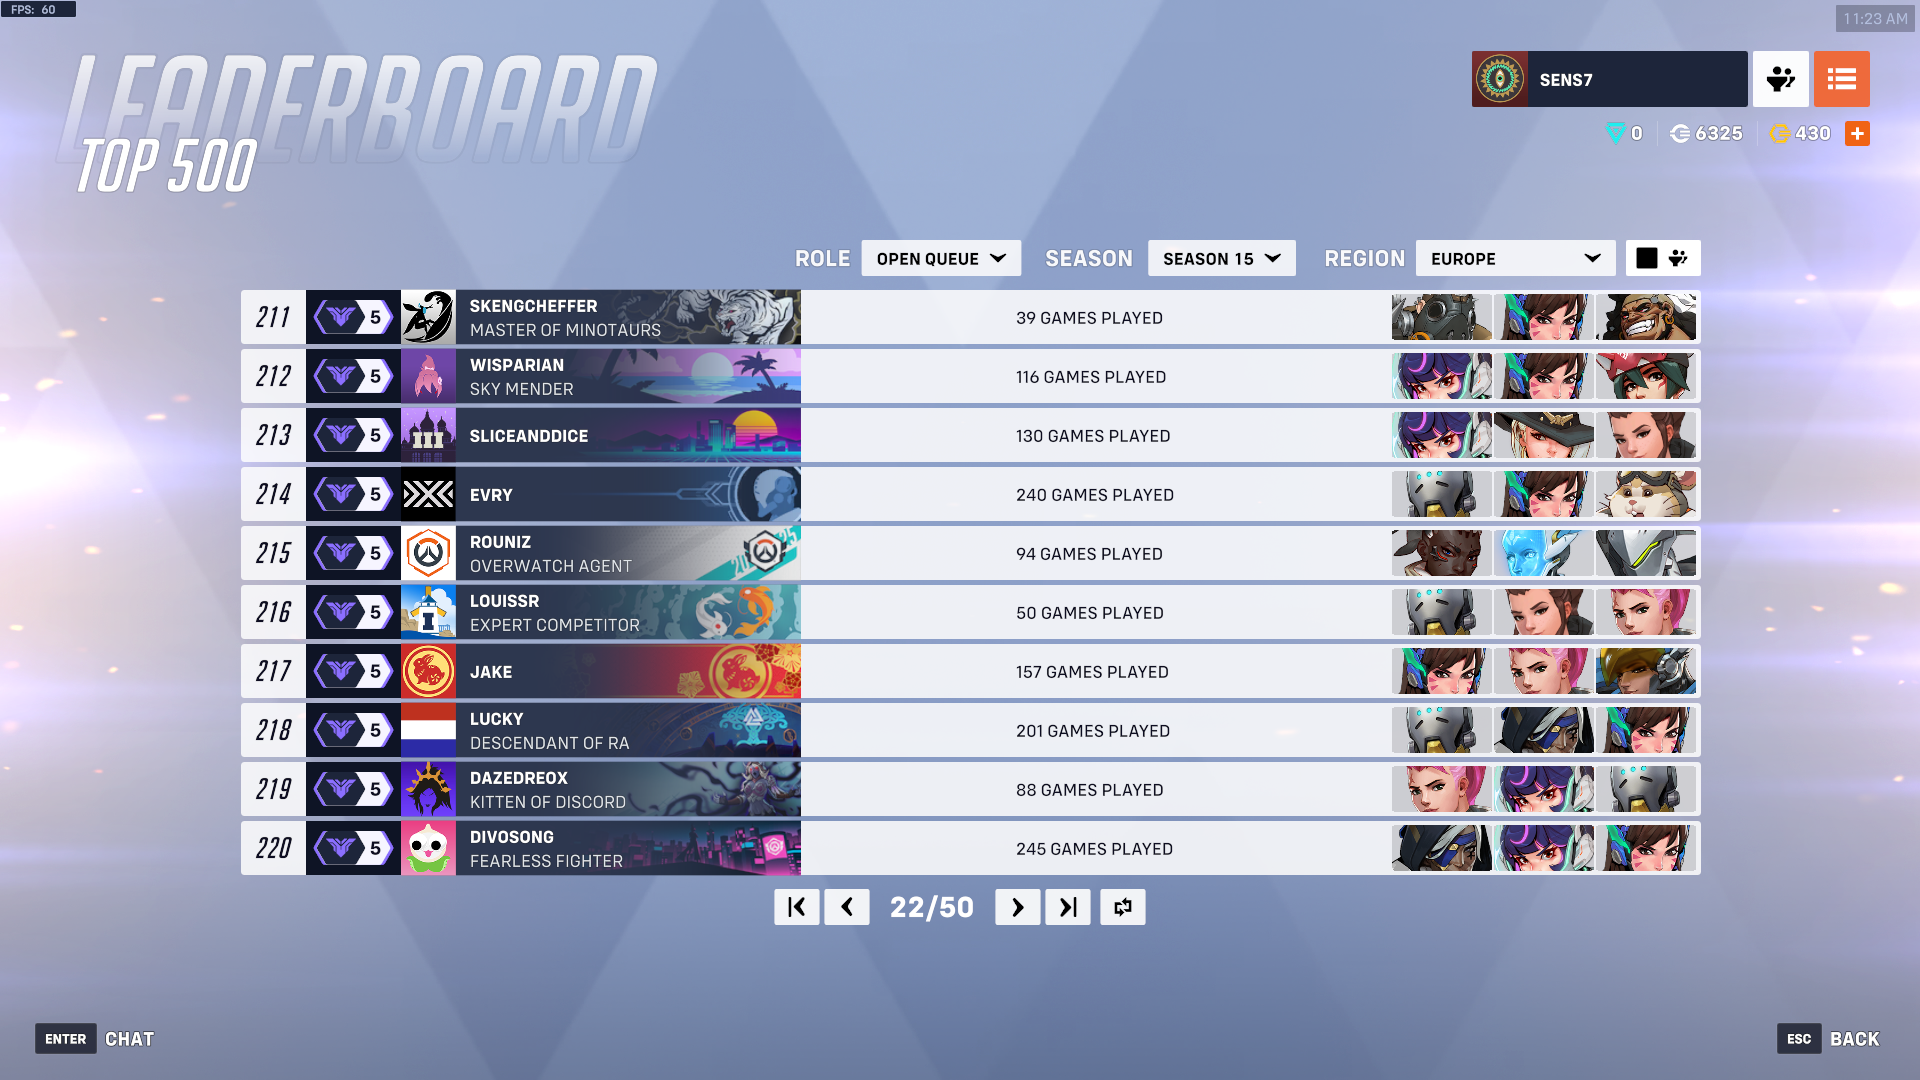 FPS: 60
11:23 AM
LEADERBOARD
TOP 500
SENS7
0
6325
430
ROLE
OPEN QUEUE
SEASON
SEASON 15
REGION
EUROPE
211
5
SKENGCHEFFER
MASTER OF MINOTAURS
39 GAMES PLAYED
212
5
WISPARIAN
SKY MENDER
116 GAMES PLAYED
213
5
SLICEANDDICE
130 GAMES PLAYED
214
5
EVRY
240 GAMES PLAYED
215
5
ROUNIZ
OVERWATCH AGENT
94 GAMES PLAYED
216
5
LOUISSR
EXPERT COMPETITOR
50 GAMES PLAYED
217
5
JAKE
157 GAMES PLAYED
218
5
LUCKY
DESCENDANT OF RA
201 GAMES PLAYED
219
5
DAZEDREOX
KITTEN OF DISCORD
88 GAMES PLAYED
220
5
DIVOSONG
FEARLESS FIGHTER
245 GAMES PLAYED
22/50
ENTER
CHAT
ESC
BACK